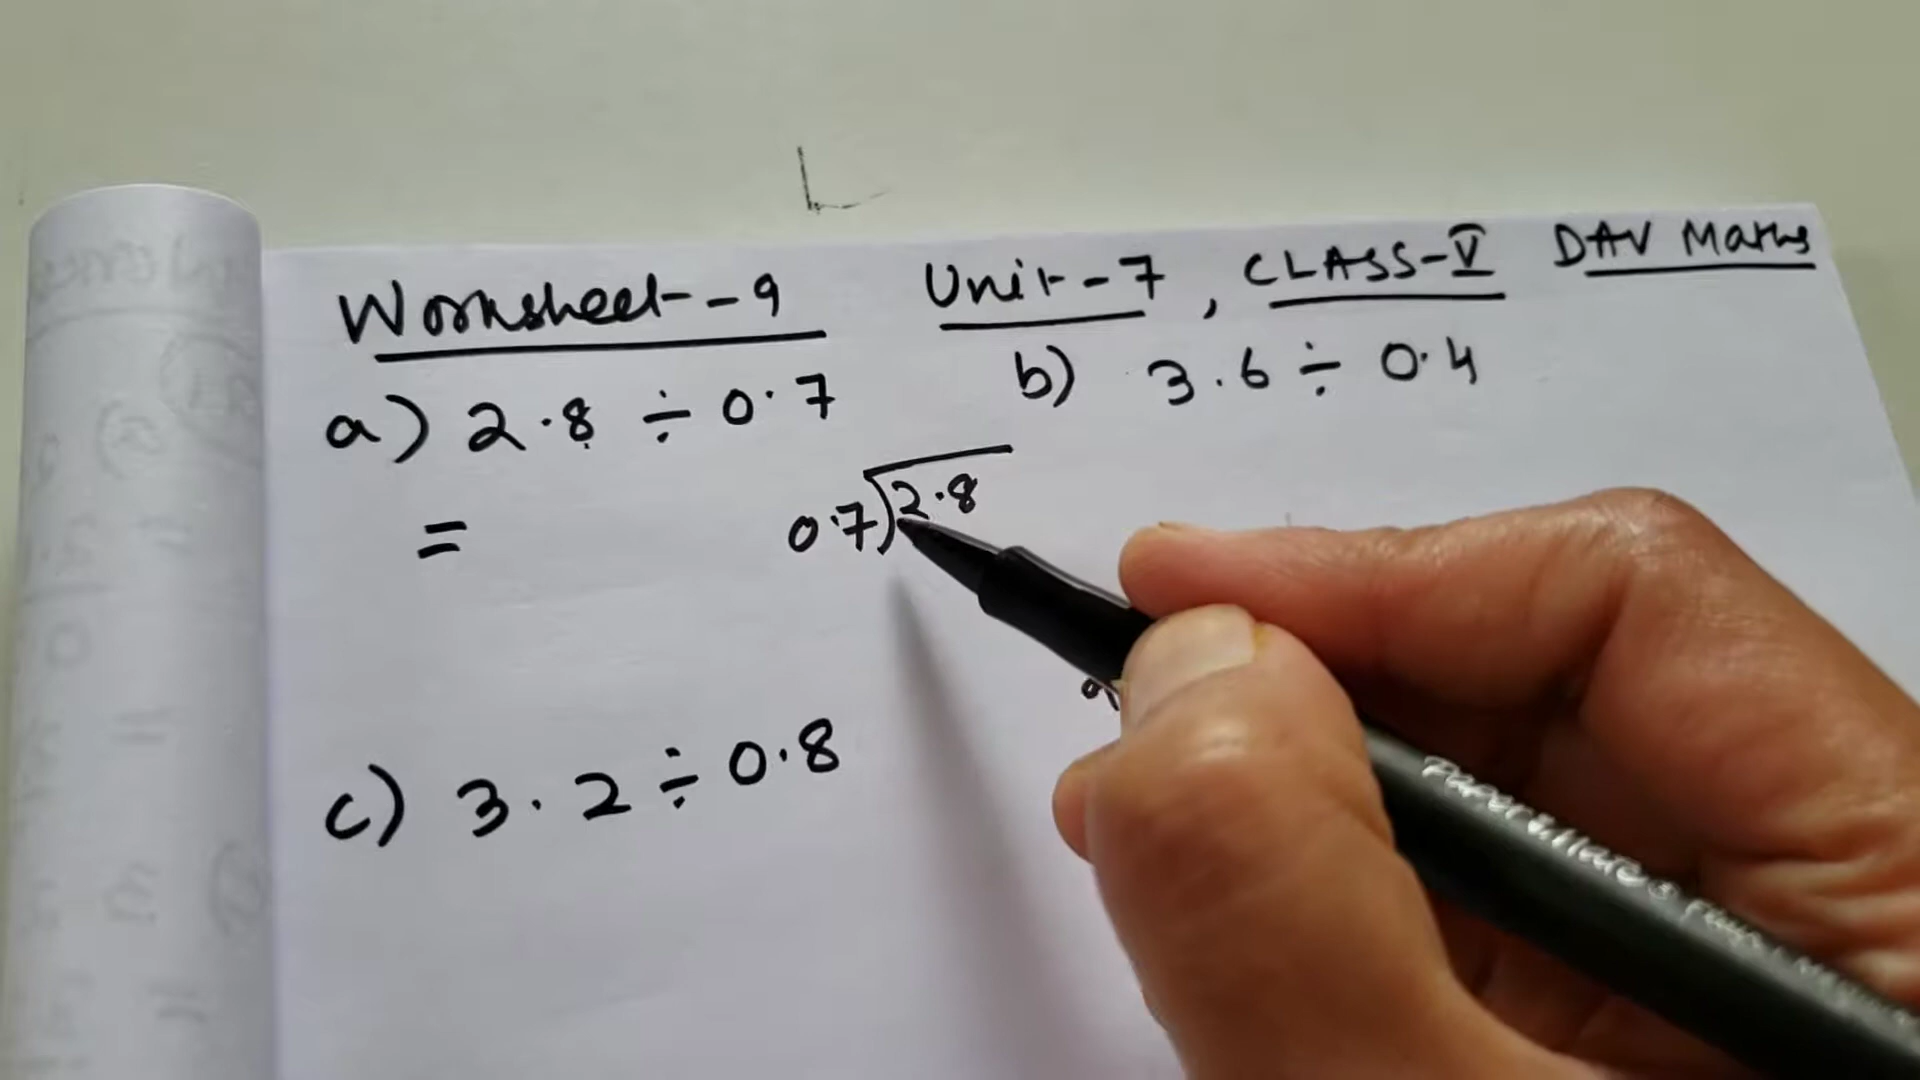 Worksheet-9 Unit-7, CLASS-V DAV Maths
a) 2.8 ÷ 0.7 b) 3.6 ÷ 0.4
= 0.7)2.8
c) 3.2 ÷ 0.8